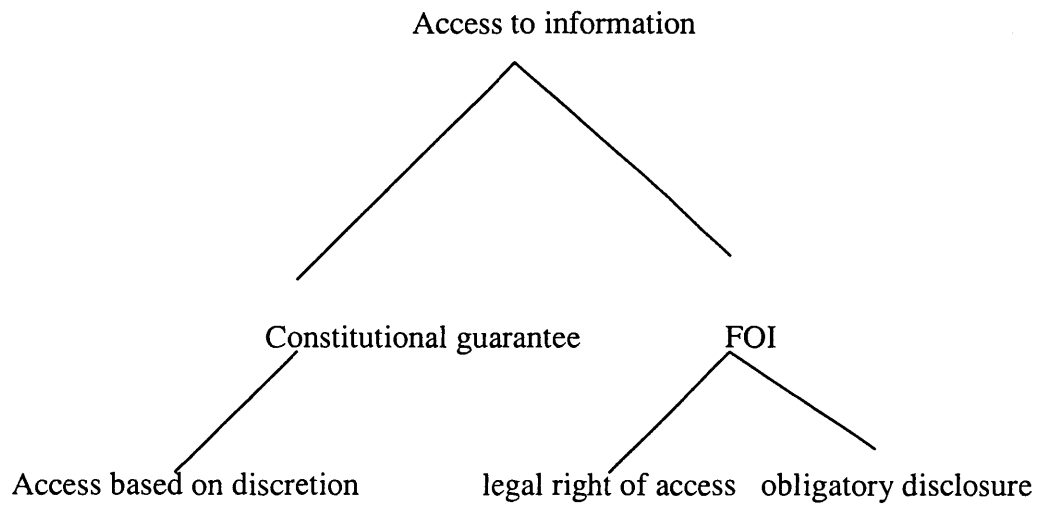 Access to information
Constitutional guarantee FOI
Access based on discretion legal right of access obligatory disclosure